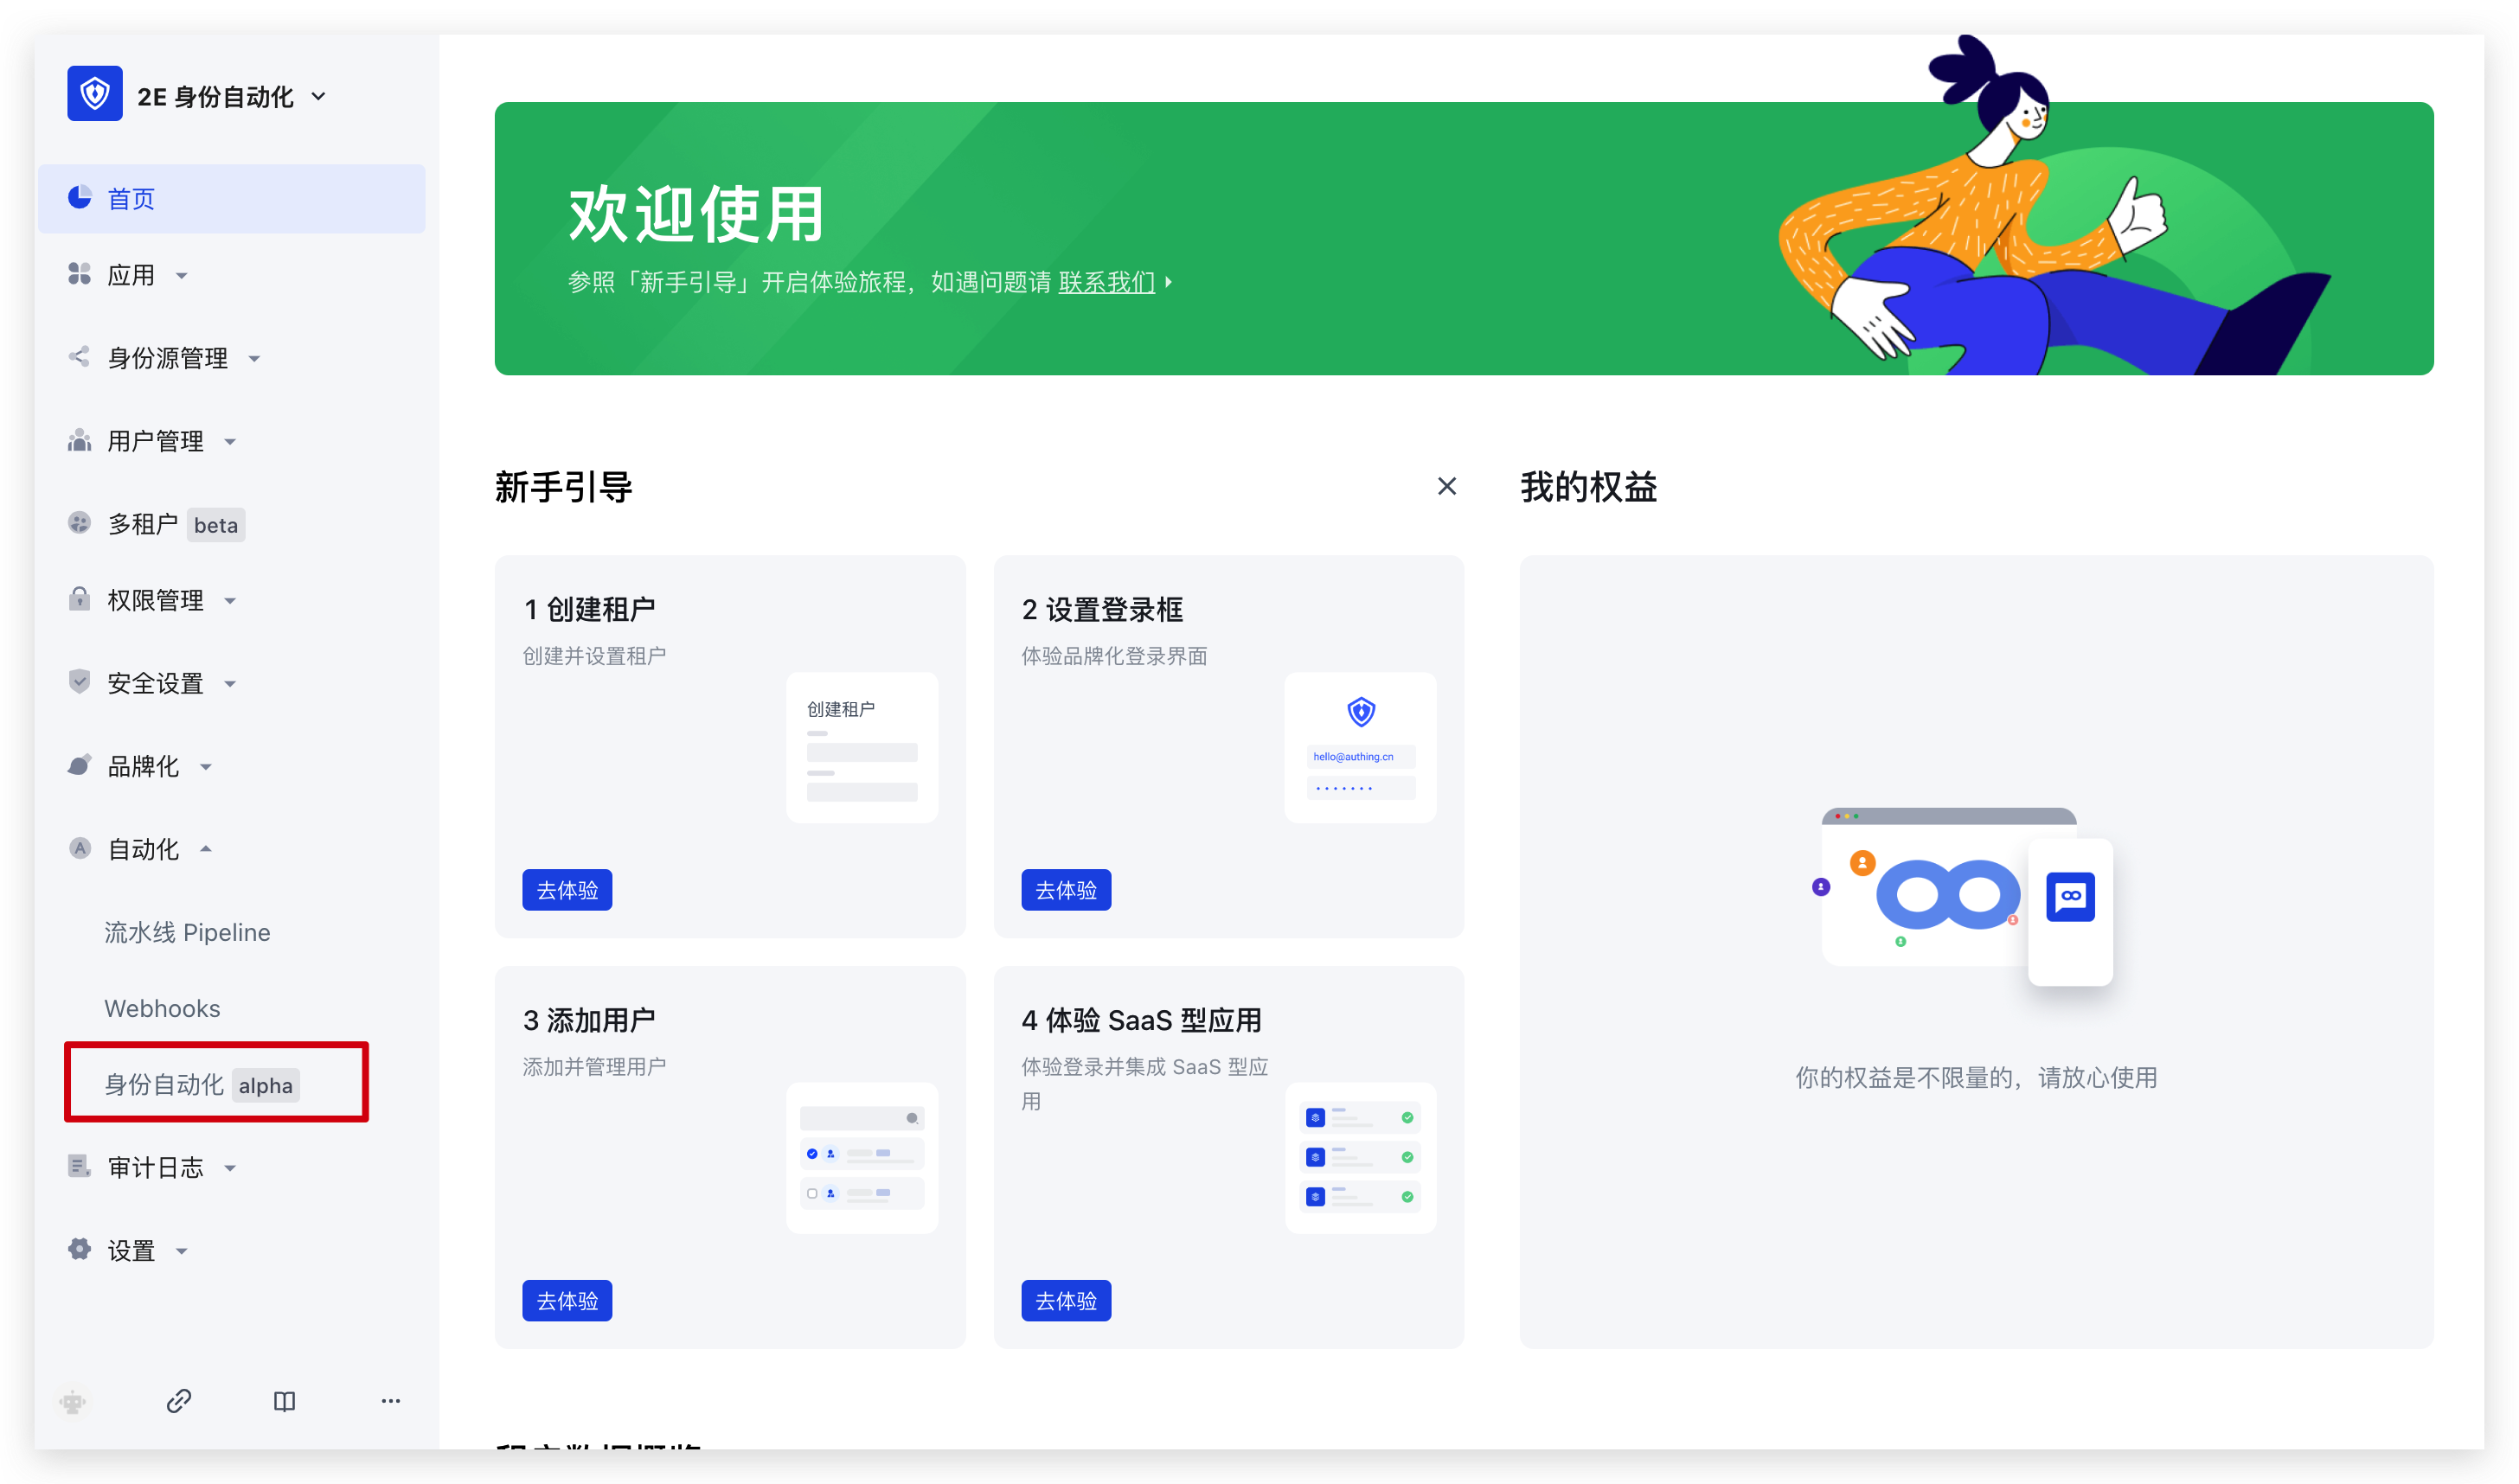 2E 身份自动化
首页
应用
身份源管理
用户管理
多租户 beta
权限管理
安全设置
品牌化
自动化
流水线 Pipeline
Webhooks
身份自动化 alpha
审计日志
设置
欢迎使用
参照「新手引导」开启体验旅程，如遇问题请 联系我们
新手引导
1 创建租户
创建并设置租户
创建租户
去体验
2 设置登录框
体验品牌化登录界面
hello@authing.cn
去体验
3 添加用户
添加并管理用户
去体验
4 体验 SaaS 型应用
体验登录并集成 SaaS 型应
用
去体验
我的权益
你的权益是不限量的，请放心使用